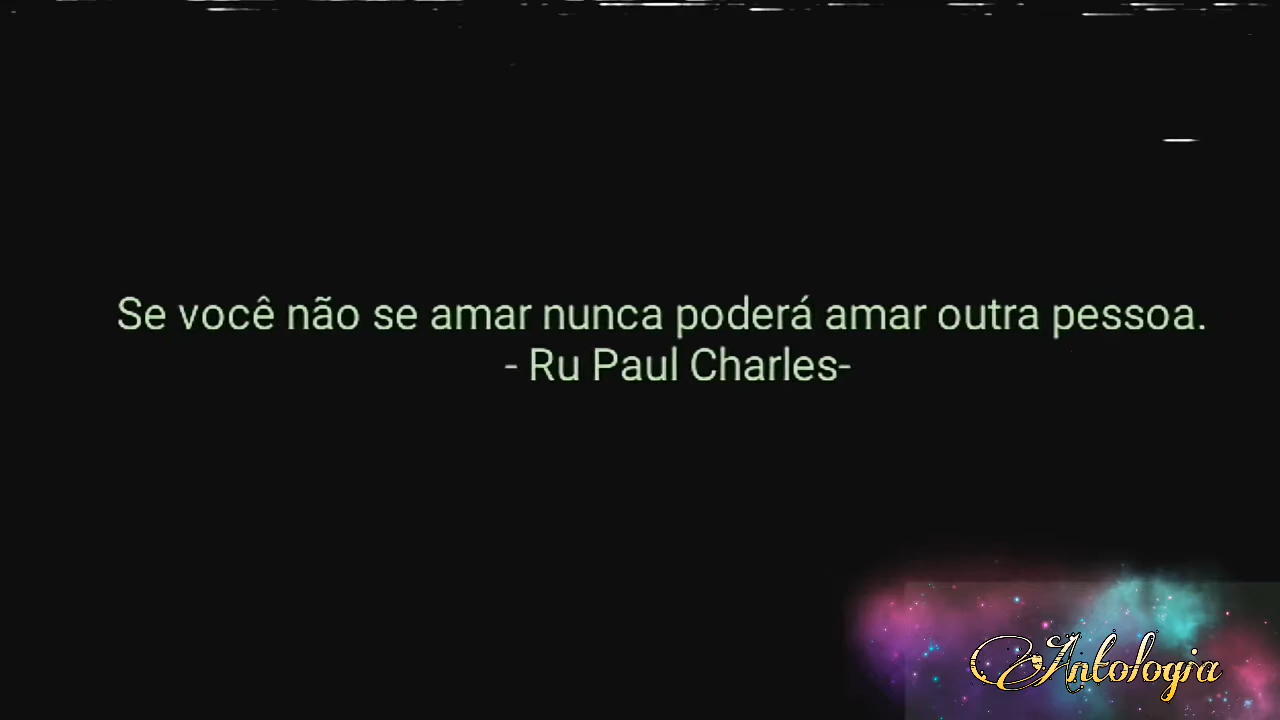 Se você não se amar nunca poderá amar outra pessoa.
- Ru Paul Charles-
Antologia